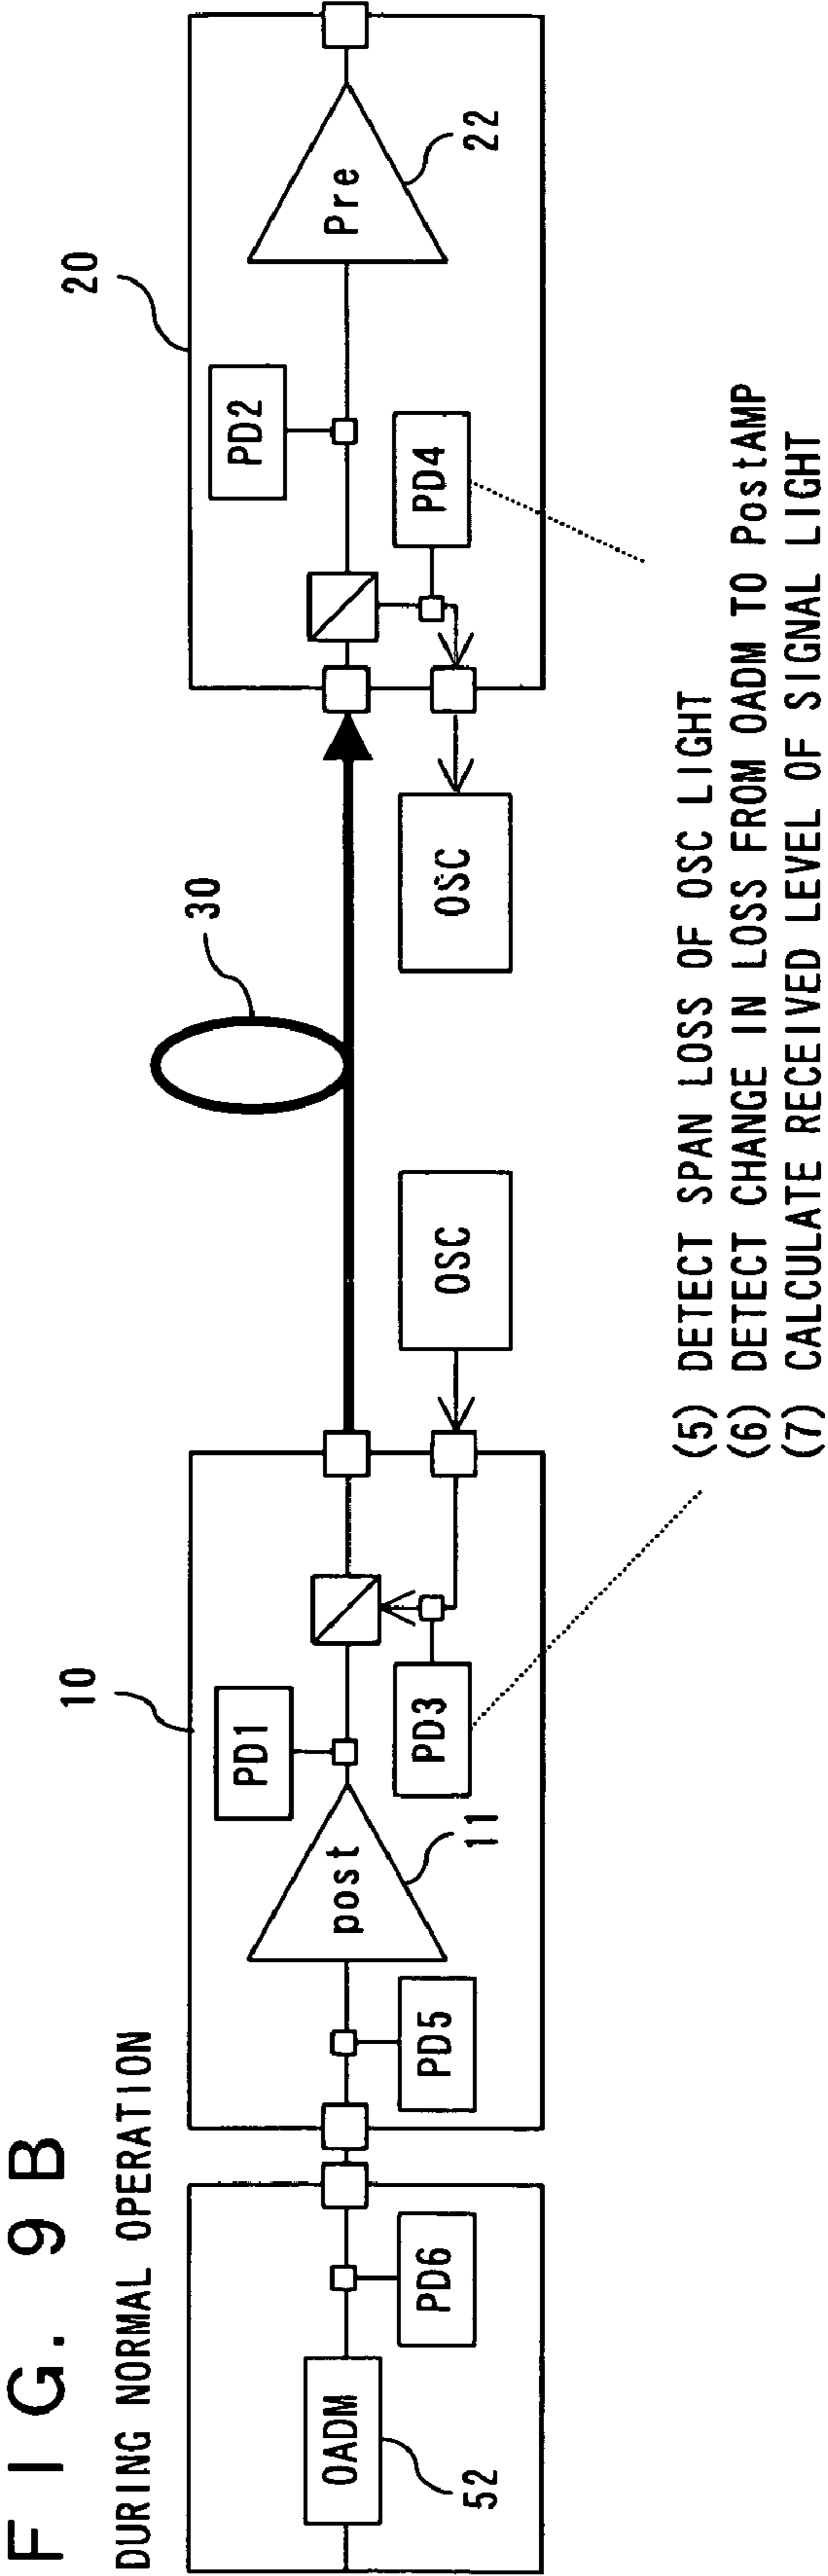 FIG. 9B
DURING NORMAL OPERATION
10
20
30
PD1
PD2
OADM
post
Pre
52
11
22
PD6
PD5
PD3
PD4
OSC
OSC
(5) DETECT SPAN LOSS OF OSC LIGHT
(6) DETECT CHANGE IN LOSS FROM OADM TO PostAMP
(7) CALCULATE RECEIVED LEVEL OF SIGNAL LIGHT